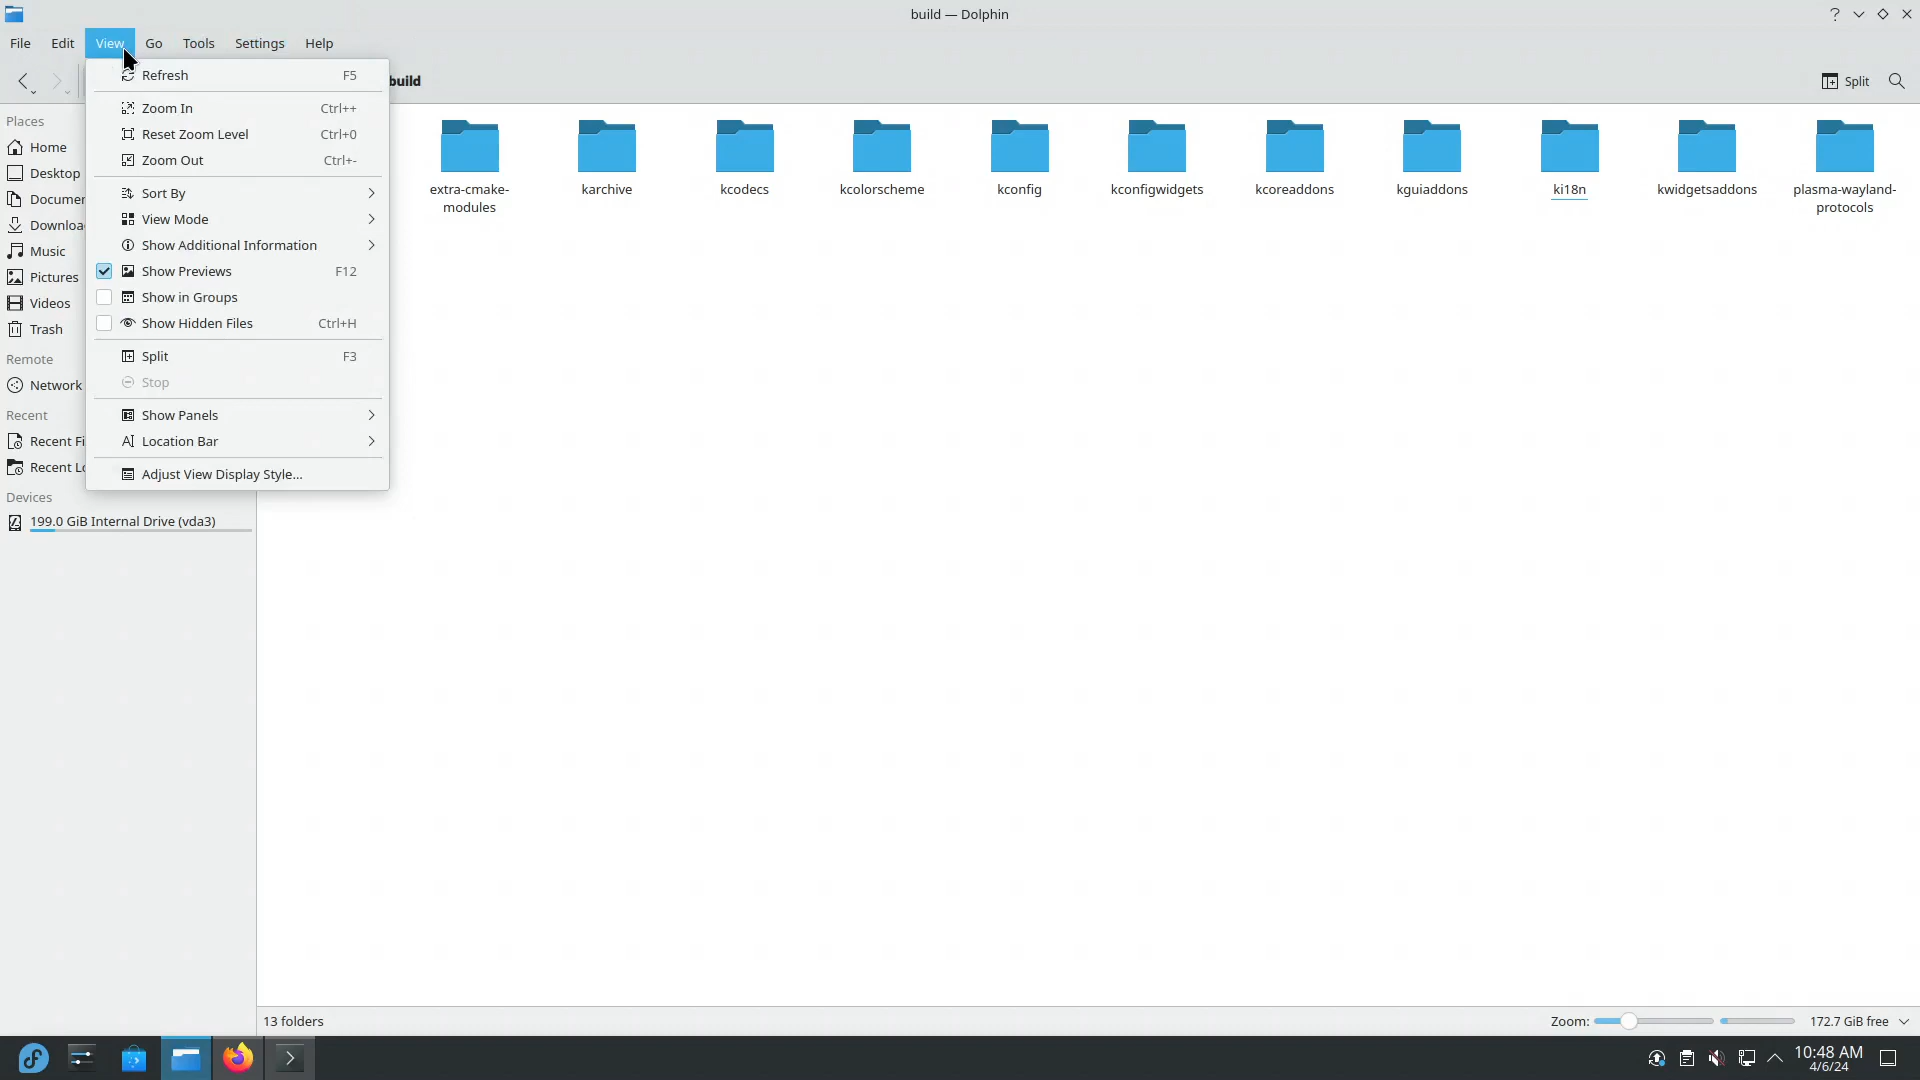 build — Dolphin
File Edit View Go Tools Settings Help
build
Split
Refresh F5
Zoom In Ctrl++
Reset Zoom Level Ctrl+0
Zoom Out Ctrl+-
Sort By
View Mode
Show Additional Information
Show Previews F12
Show in Groups
Show Hidden Files Ctrl+H
Split F3
Stop
Show Panels
Location Bar
Adjust View Display Style...
Places
Home
Desktop
Music
Pictures
Videos
Trash
Remote
Network
Recent
Recent
Recent
Devices
199.0 GiB Internal Drive (vda3)
extra-cmake-
modules
karchive
kcodecs
kcolorscheme
kconfig
kconfigwidgets
kcoreaddons
kguiaddons
ki18n
kwidgetsaddons
plasma-wayland-
protocols
13 folders
Zoom:
172.7 GiB free
10:48 AM
4/6/24